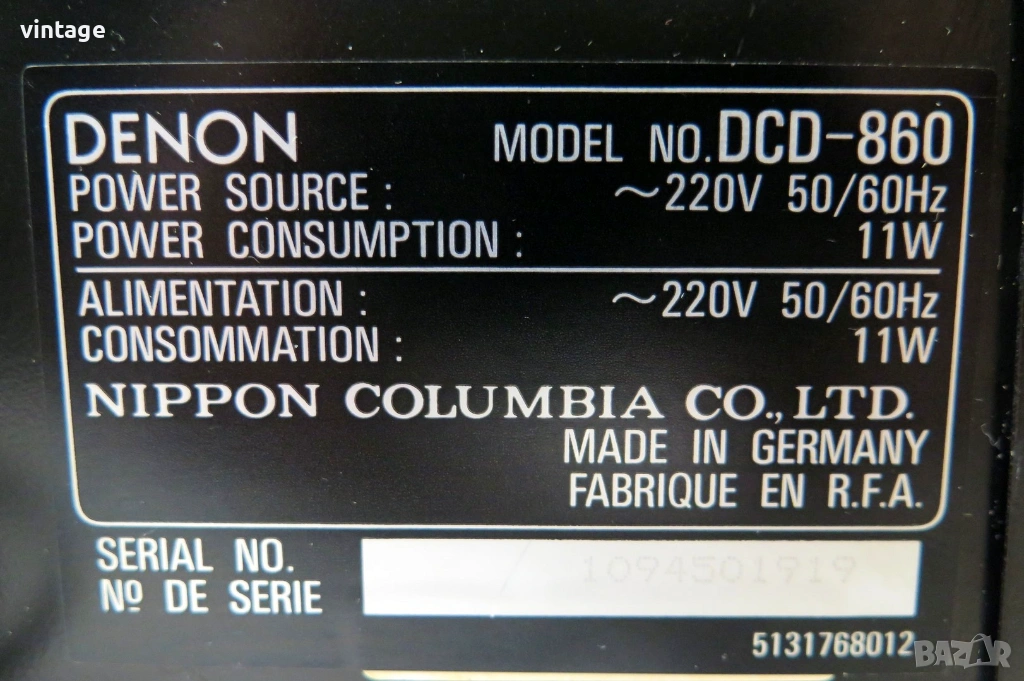 vintage
DENON MODEL NO. DCD-860
POWER SOURCE : ~220V 50/60Hz
POWER CONSUMPTION : 11W
ALIMENTATION : ~220V 50/60Hz
CONSOMMATION : 11W
NIPPON COLUMBIA CO., LTD.
MADE IN GERMANY
FABRIQUE EN R.F.A.
SERIAL NO. 1094501919
Nº DE SERIE
5131768012
BAZAR